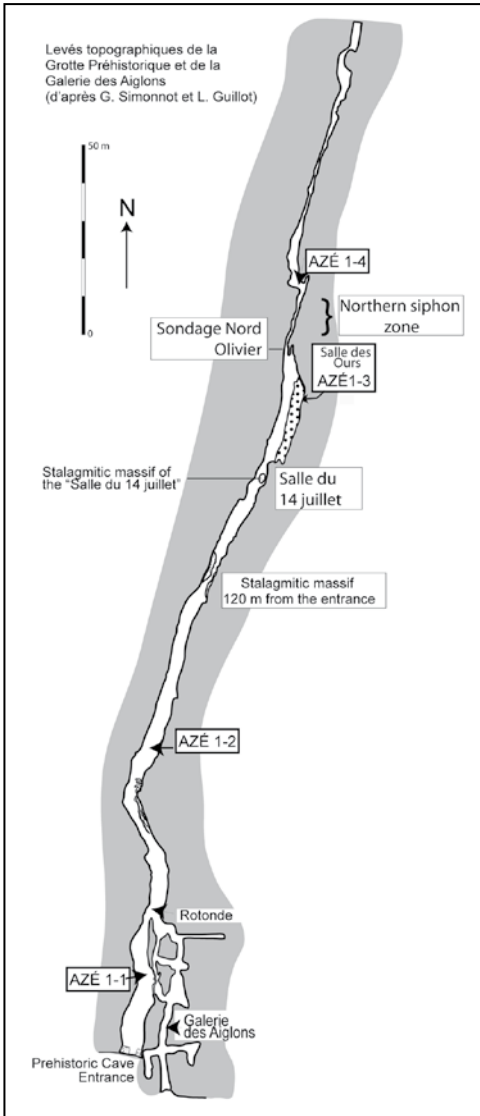 Levés topographiques de la
Grotte Préhistorique et de la
Galerie des Aiglons
(d'après G. Simonnot et L. Guillot)
50 m
N
0
AZÉ 1-4
Northern siphon
zone
Sondage Nord
Olivier
Salle des
Ours
AZÉ1-3
Stalagmitic massif of
the "Salle du 14 juillet"
Salle du
14 juillet
Stalagmitic massif
120 m from the entrance
AZÉ 1-2
Rotonde
AZÉ 1-1
Galerie
des Aiglons
Prehistoric Cave
Entrance